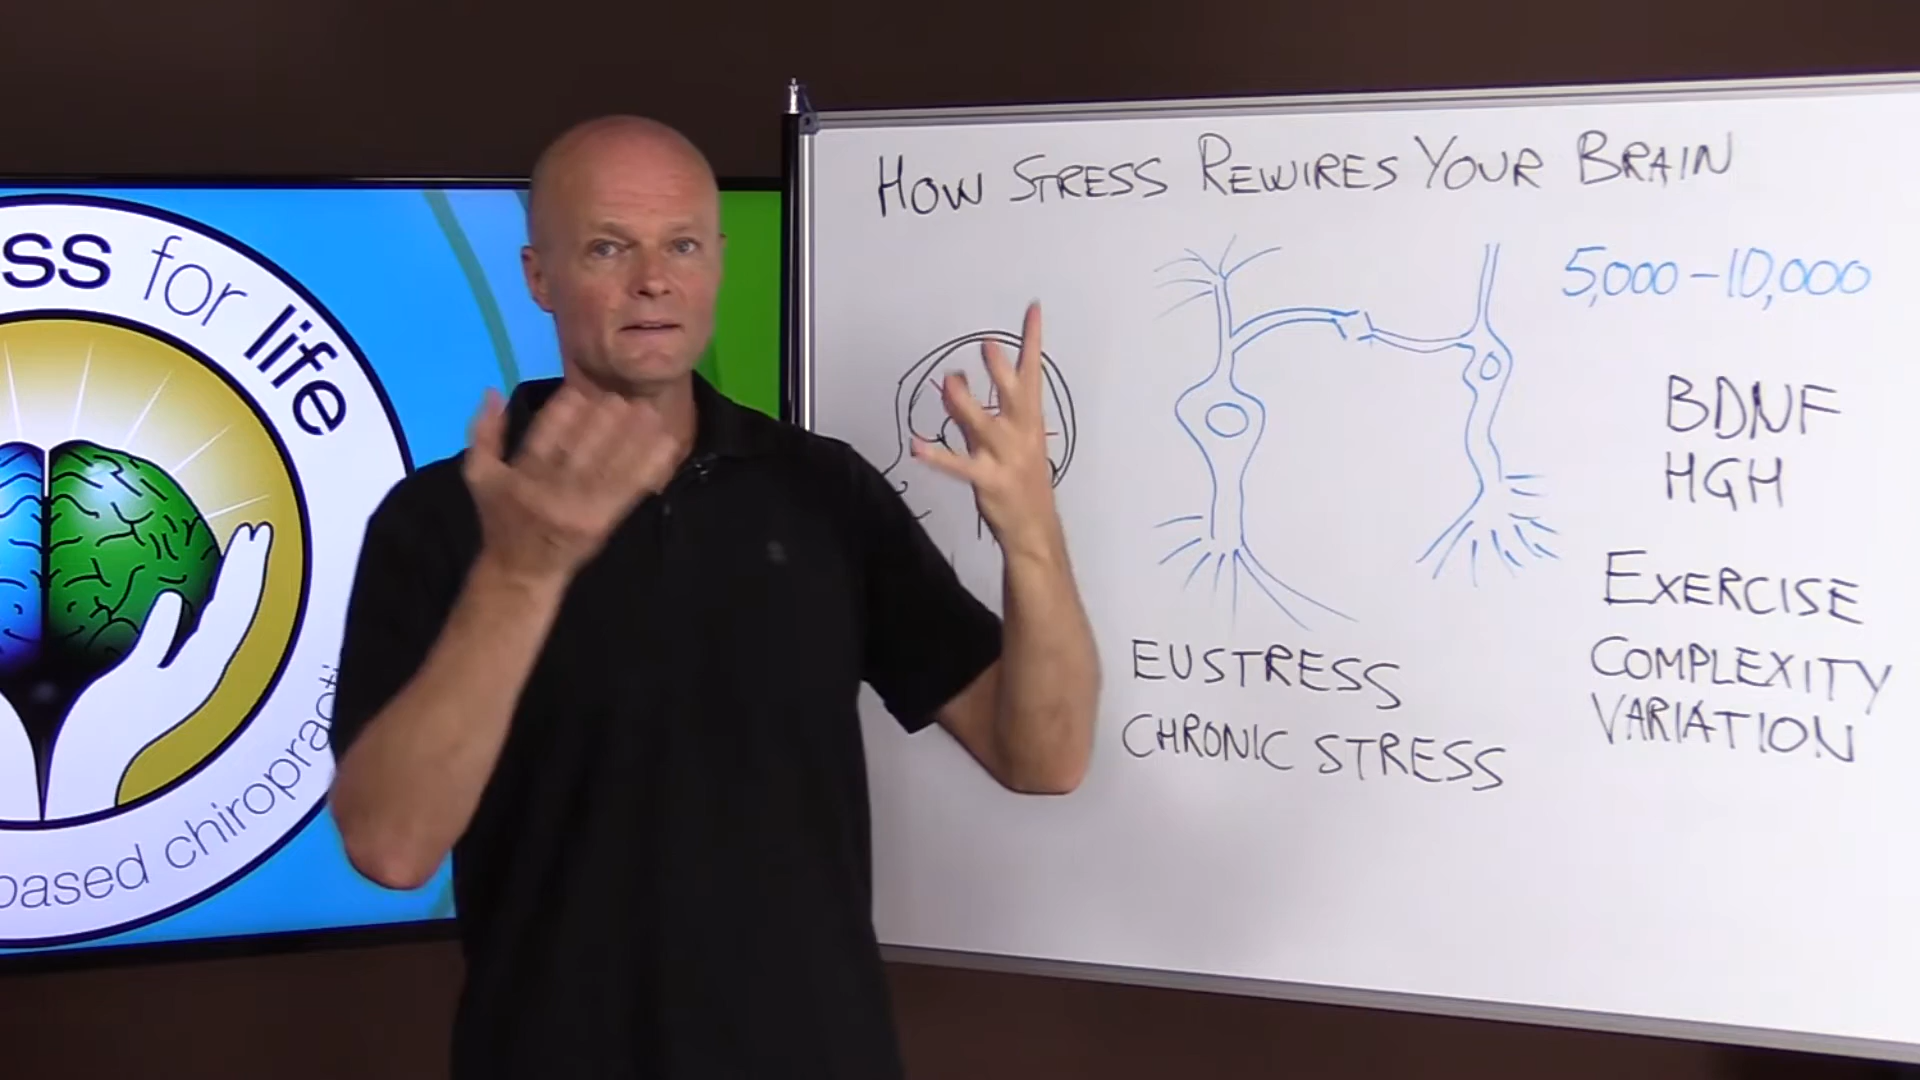 ss for life
based chiropracti
HOW STRESS REWIRES YOUR BRAIN
5,000-10,000
BDNF
HGH
EXERCISE
COMPLEXITY
VARIATION
EUSTRESS
CHRONIC STRESS